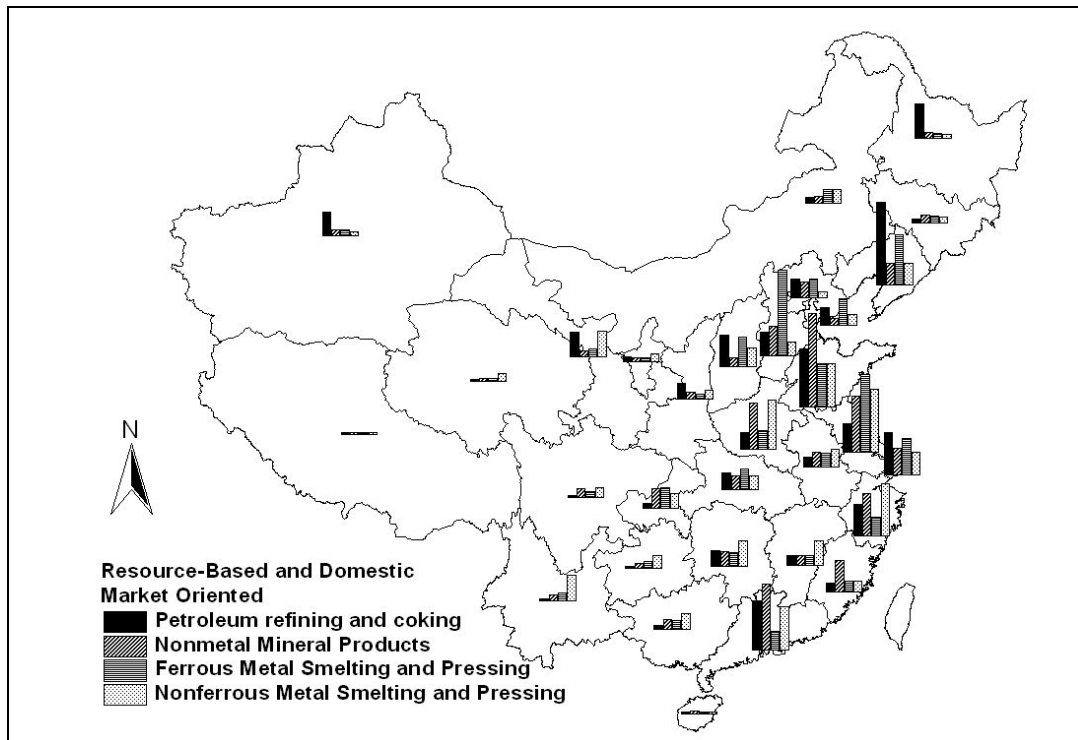 N
Resource-Based and Domestic
Market Oriented
Petroleum refining and coking
Nonmetal Mineral Products
Ferrous Metal Smelting and Pressing
Nonferrous Metal Smelting and Pressing